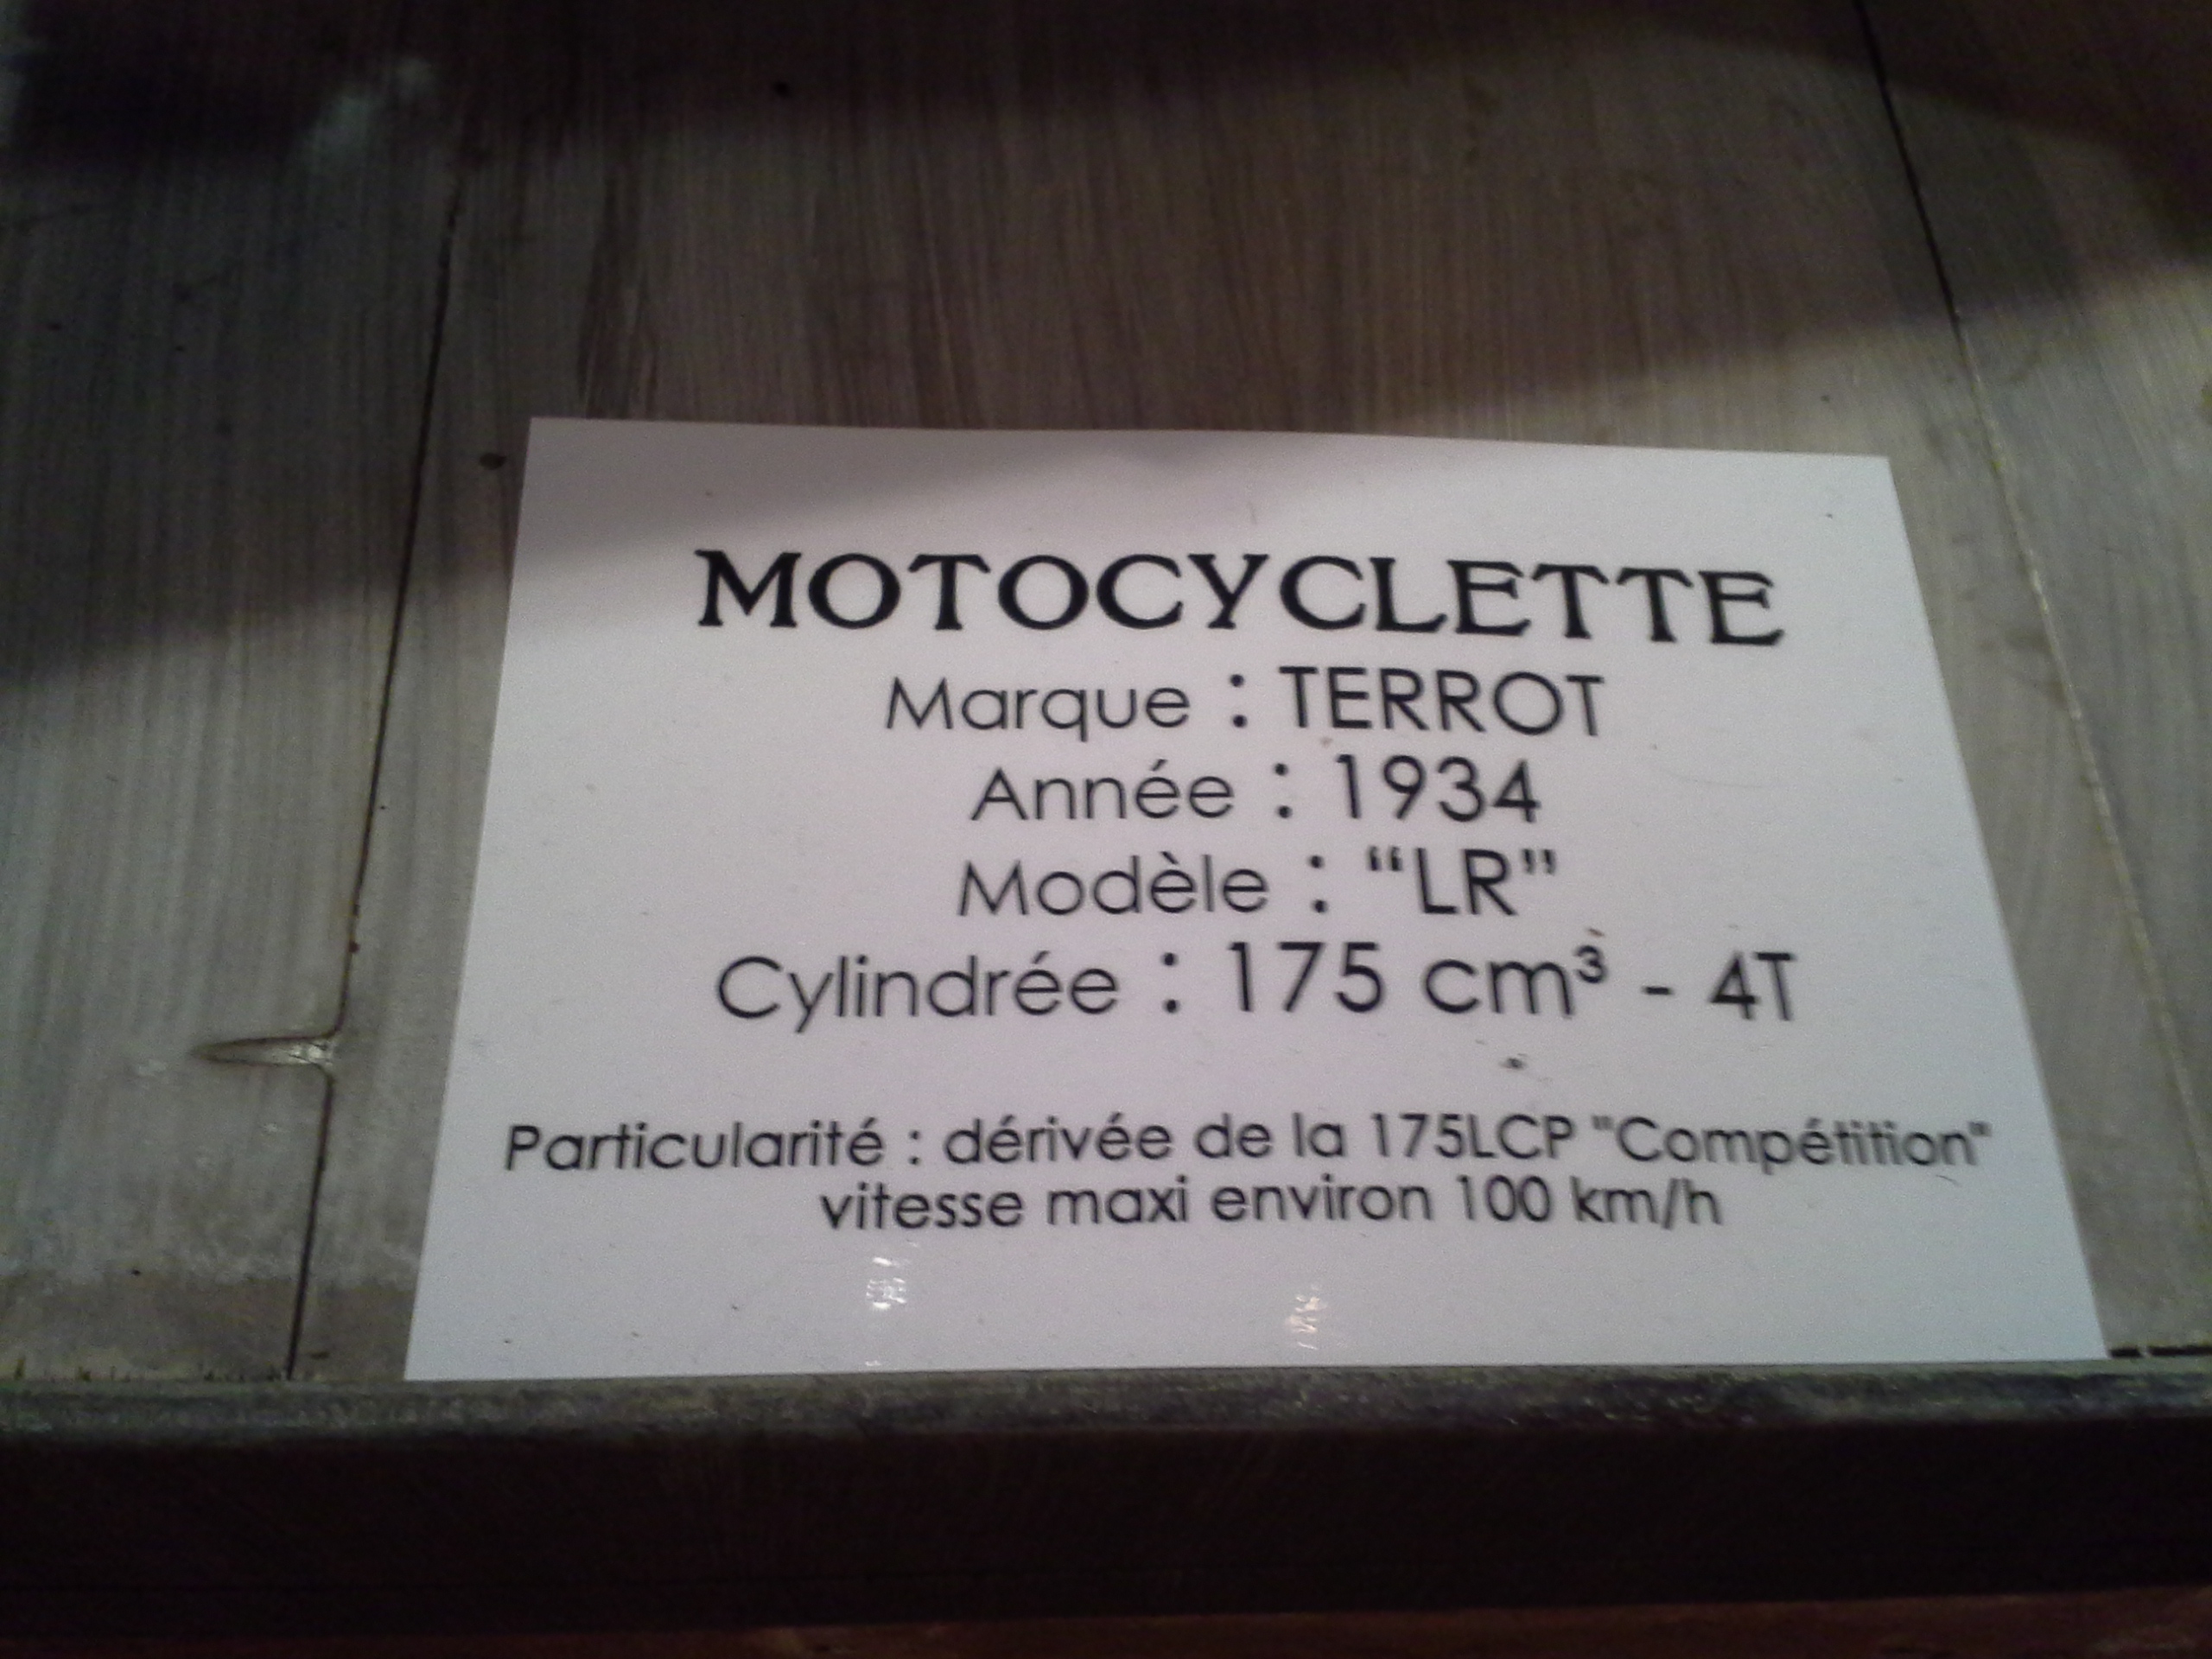 MOTOCYCLETTE
Marque : TERROT
Année : 1934
Modèle : “LR”
Cylindrée : 175 cm³ - 4T
Particularité : dérivée de la 175LCP "Compétition"
vitesse maxi environ 100 km/h